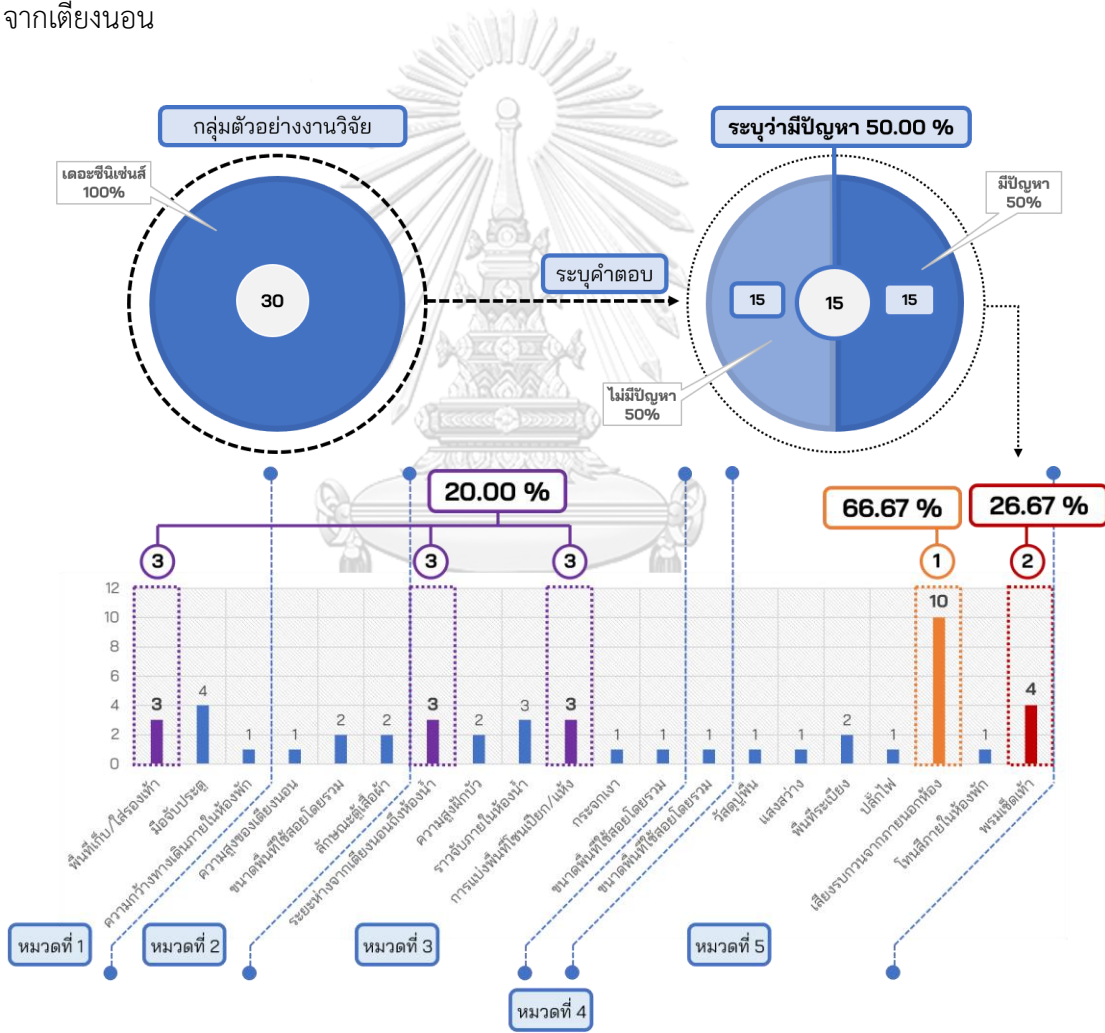 จากเตียงนอน
กลุ่มตัวอย่างงานวิจัย
ระบุว่ามีปัญหา 50.00 %
เดอะซีนิเซ่นส์
100%
มีปัญหา
50%
ระบุคำตอบ
30
15
15
15
ไม่มีปัญหา
50%
20.00 %
66.67 %
26.67 %
3
3
3
1
2
12
10
8
6
4
2
0
3
4
1
1
2
2
3
2
3
3
1
1
1
1
1
2
1
10
1
4
พื้นที่เก็บ/ใส่รองเท้า
มือจับประตู
ความกว้างทางเดินภายในห้องพัก
ความสูงของเตียงนอน
ขนาดพื้นที่ใช้สอยโดยรวม
ลักษณะตู้เสื้อผ้า
ระยะห่างจากเตียงนอนถึงห้องน้ำ
ความสูงฝักบัว
ราวจับภายในห้องน้ำ
การแบ่งพื้นที่โซนเปียก/แห้ง
กระจกเงา
ขนาดพื้นที่ใช้สอยโดยรวม
ขนาดพื้นที่ใช้สอยโดยรวม
วัสดุปูพื้น
แสงสว่าง
พื้นที่ระเบียง
ปลั๊กไฟ
เสียงรบกวนจากภายนอกห้อง
โทนสีภายในห้องพัก
พรมเช็ดเท้า
หมวดที่ 1
หมวดที่ 2
หมวดที่ 3
หมวดที่ 4
หมวดที่ 5